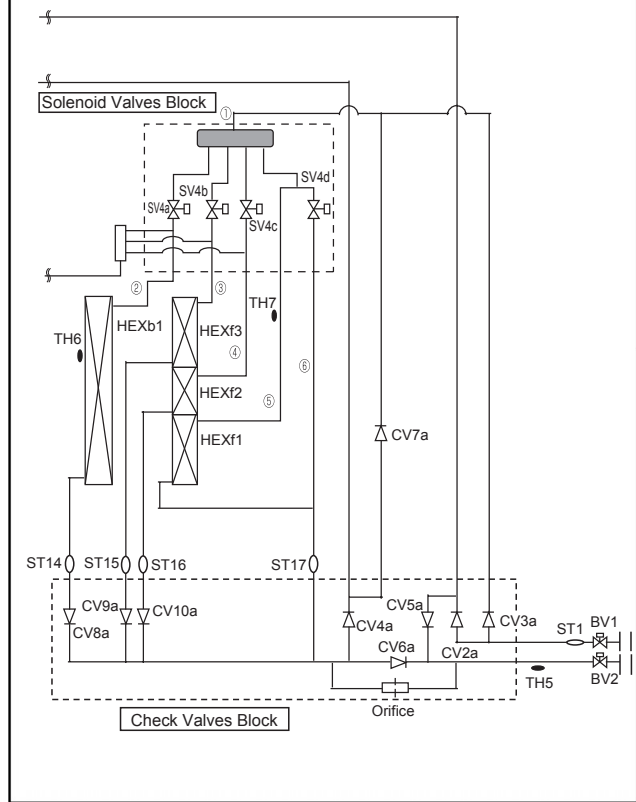 Solenoid Valves Block
①
SV4d
SV4b
SV4a
SV4c
②
③
TH7
HEXb1
HEXf3
TH6
④
⑥
HEXf2
⑤
HEXf1
CV7a
ST14
ST15
ST16
ST17
CV9a
CV10a
CV8a
CV5a
CV4a
CV3a
ST1
BV1
CV6a
CV2a
BV2
TH5
Orifice
Check Valves Block